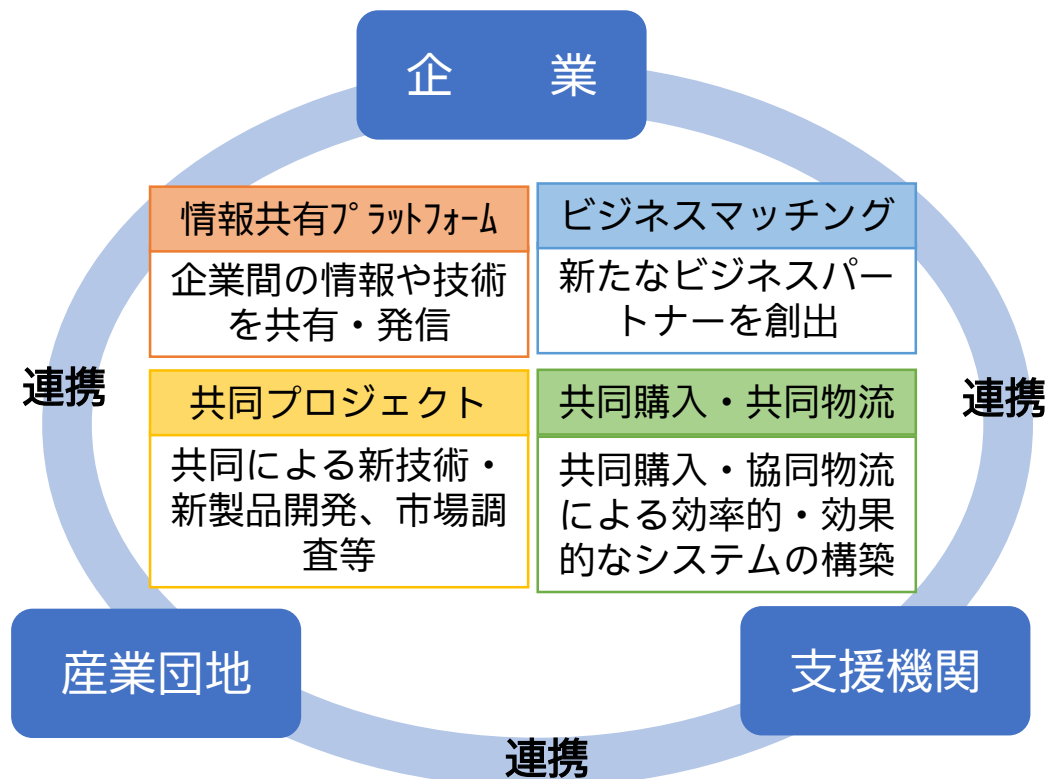 企　　業
情報共有ﾌﾟﾗｯﾄﾌｫｰﾑ
企業間の情報や技術
を共有・発信
ビジネスマッチング
新たなビジネスパー
トナーを創出
連携
連携
共同プロジェクト
共同による新技術・
新製品開発、市場調
査等
共同購入・共同物流
共同購入・協同物流
による効率的・効果
的なシステムの構築
産業団地
支援機関
連携